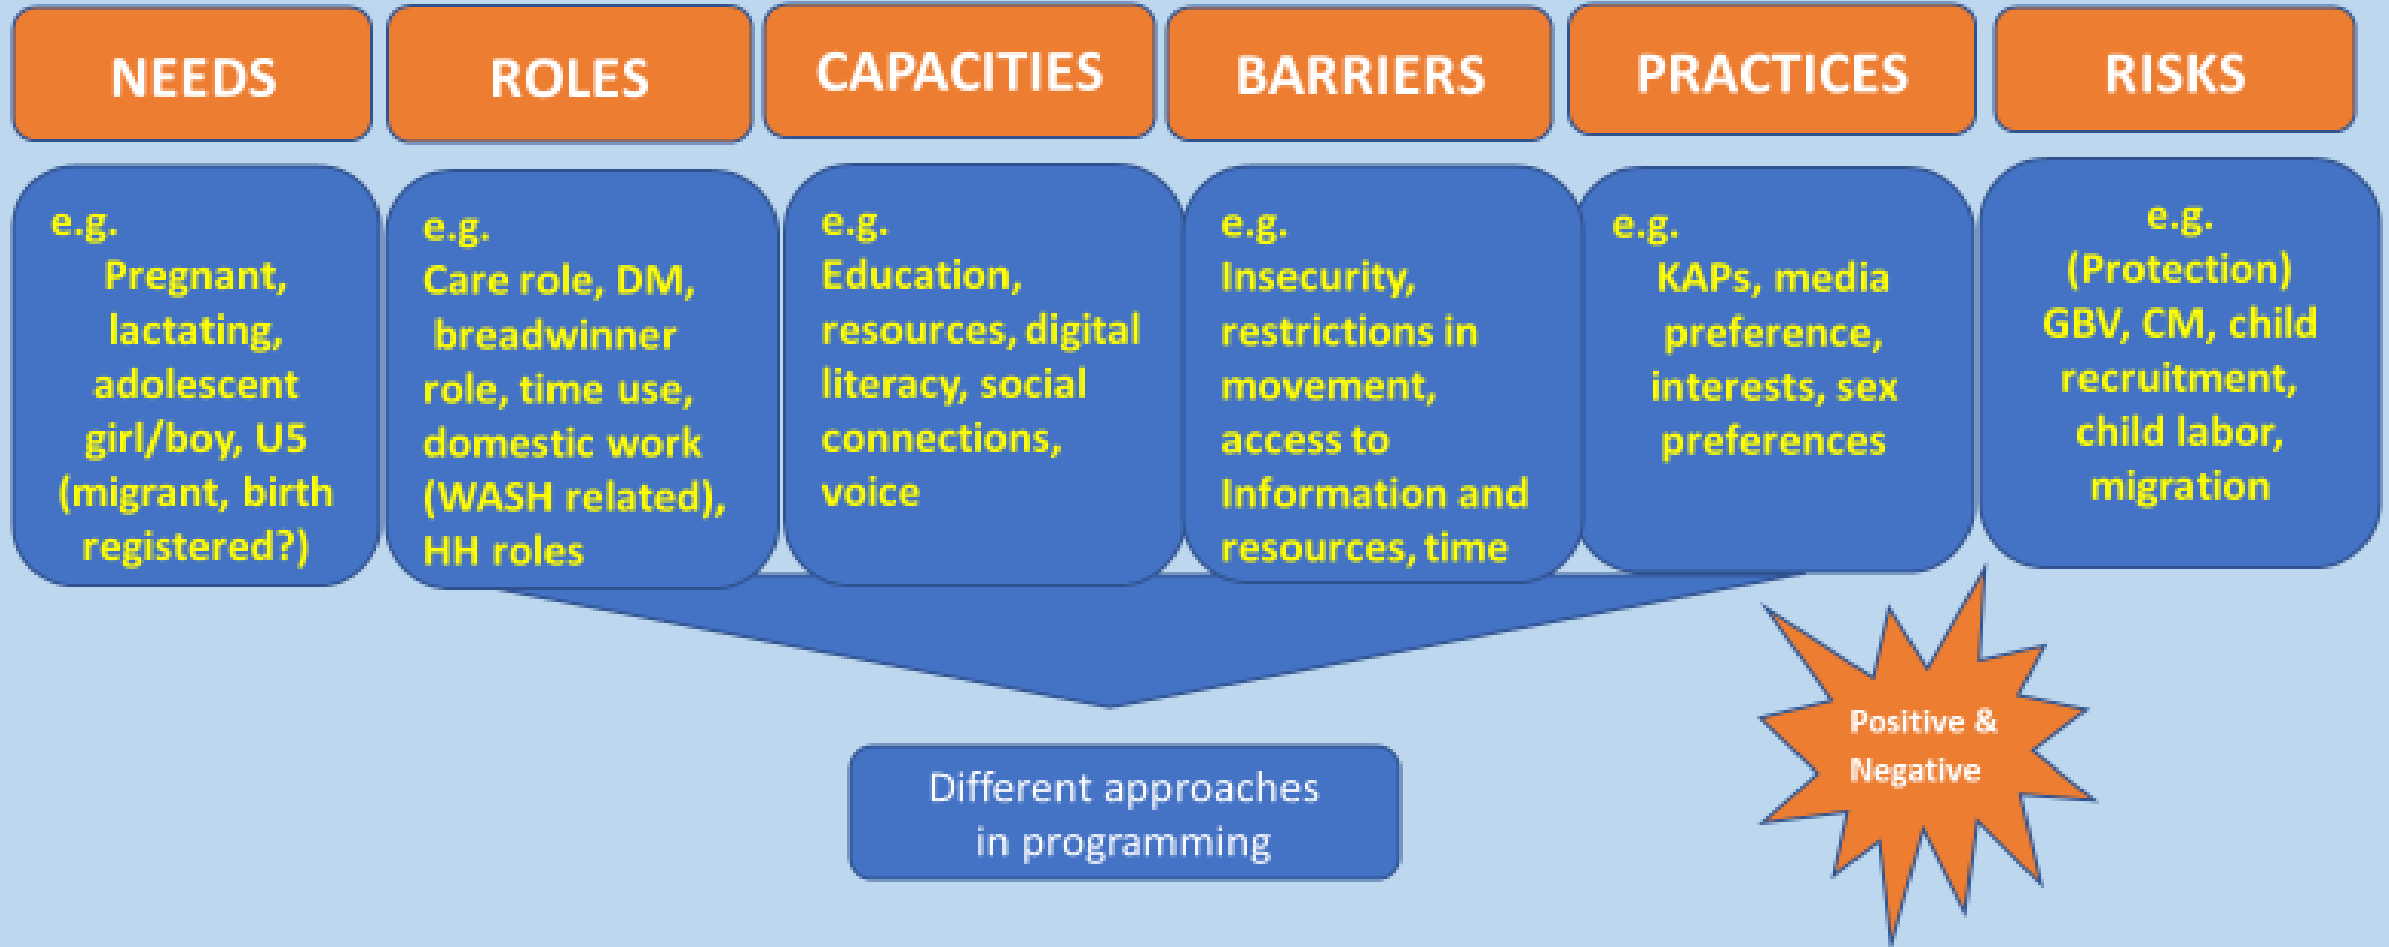 NEEDS
ROLES
CAPACITIES
BARRIERS
PRACTICES
RISKS
e.g.
Pregnant,
lactating,
adolescent
girl/boy, U5
(migrant, birth
registered?)
e.g.
Care role, DM,
breadwinner
role, time use,
domestic work
(WASH related),
HH roles
e.g.
Education,
resources, digital
literacy, social
connections,
voice
e.g.
Insecurity,
restrictions in
movement,
access to
Information and
resources, time
e.g.
KAPs, media
preference,
interests, sex
preferences
e.g.
(Protection)
GBV, CM, child
recruitment,
child labor,
migration
Different approaches
in programming
Positive &
Negative